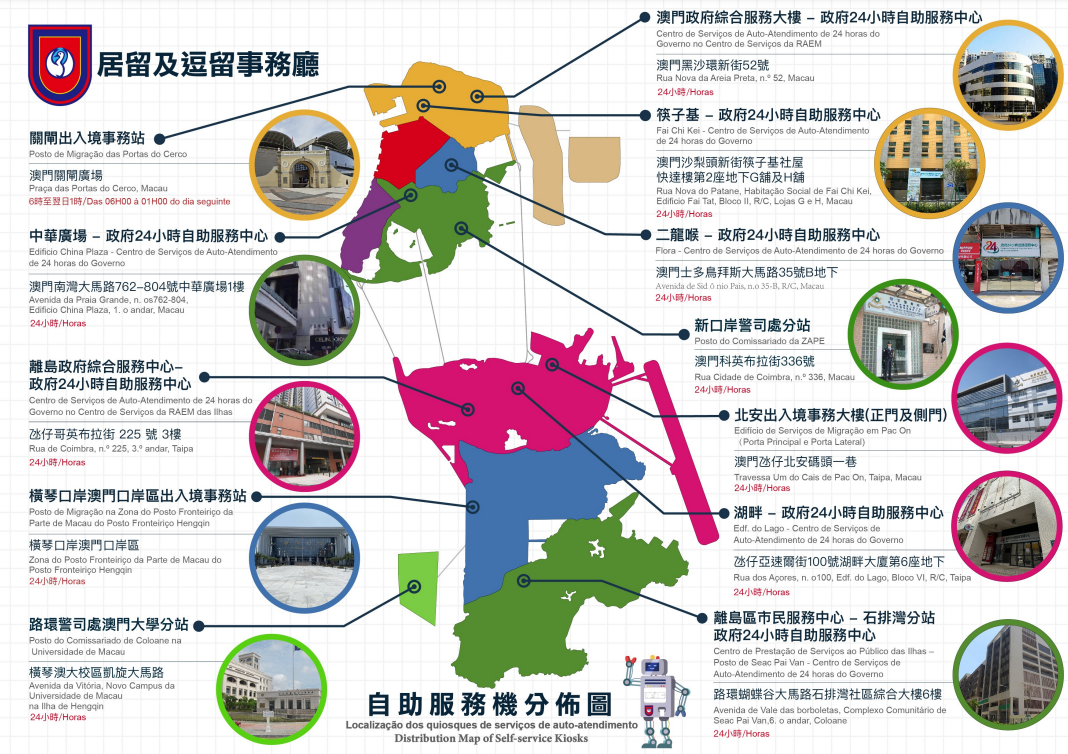 居留及逗留事務廳
關閘出入境事務站
Posto de Migração das Portas do Cerco
澳門關閘廣場
Praça das Portas do Cerco, Macau
6時至翌日1時/Das 06H00 à 01H00 do dia seguinte
中華廣場 – 政府24小時自助服務中心
Edifício China Plaza - Centro de Serviços de Auto-Atendimento
de 24 horas do Governo
澳門南灣大馬路762–804號中華廣場1樓
Avenida da Praia Grande, n. os762-804,
Edifício China Plaza, 1. o andar, Macau
24小時/Horas
離島政府綜合服務中心–
政府24小時自助服務中心
Centro de Serviços de Auto-Atendimento de 24 horas do
Governo no Centro de Serviços da RAEM das Ilhas
氹仔哥英布拉街 225 號 3樓
Rua de Coimbra, n.º 225, 3.º andar, Taipa
24小時/Horas
橫琴口岸澳門口岸區出入境事務站
Posto de Migração na Zona do Posto Fronteiriço da
Parte de Macau do Posto Fronteiriço Hengqin
橫琴口岸澳門口岸區
Zona do Posto Fronteiriço da Parte de Macau do
Posto Fronteiriço Hengqin
24小時/Horas
路環警司處澳門大學分站
Posto do Comissariado de Coloane na
Universidade de Macau
橫琴澳大校區凱旋大馬路
Avenida da Vitória, Novo Campus da
Universidade de Macau
na Ilha de Hengqin
24小時/Horas
澳門政府綜合服務大樓 – 政府24小時自助服務中心
Centro de Serviços de Auto-Atendimento de 24 horas do
Governo no Centro de Serviços da RAEM
澳門黑沙環新街52號
Rua Nova da Areia Preta, n.º 52, Macau
24小時/Horas
筷子基 – 政府24小時自助服務中心
Fai Chi Kei - Centro de Serviços de Auto-Atendimento
de 24 horas do Governo
澳門沙梨頭新街筷子基社屋
快達樓第2座地下G舖及H舖
Rua Nova do Patane, Habitação Social de Fai Chi Kei,
Edifício Fai Tat, Bloco II, R/C, Lojas G e H, Macau
24小時/Horas
二龍喉 – 政府24小時自助服務中心
Flora - Centro de Serviços de Auto-Atendimento de 24 horas do Governo
澳門士多鳥拜斯大馬路35號B地下
Avenida de Sid ó nio Pais, n.o 35-B, R/C, Macau
24小時/Horas
新口岸警司處分站
Posto do Comissariado da ZAPE
澳門科英布拉街336號
Rua Cidade de Coimbra, n.º 336, Macau
24小時/Horas
北安出入境事務大樓(正門及側門)
Edifício de Serviços de Migração em Pac On
(Porta Principal e Porta Lateral)
澳門氹仔北安碼頭一巷
Travessa Um do Cais de Pac On, Taipa, Macau
24小時/Horas
湖畔 – 政府24小時自助服務中心
Edf. do Lago - Centro de Serviços de
Auto-Atendimento de 24 horas do Governo
氹仔亞速爾街100號湖畔大廈第6座地下
Rua dos Açores, n. o100, Edf. do Lago, Bloco VI, R/C, Taipa
24小時/Horas
離島區市民服務中心 – 石排灣分站
政府24小時自助服務中心
Centro de Prestação de Serviços ao Público das Ilhas –
Posto de Seac Pai Van - Centro de Serviços de
Auto-Atendimento de 24 horas do Governo
路環蝴蝶谷大馬路石排灣社區綜合大樓6樓
Avenida de Vale das borboletas, Complexo Comunitário de
Seac Pai Van,6. o andar, Coloane
24小時/Horas
自助服務機分佈圖
Localização dos quiosques de serviços de auto-atendimento
Distribution Map of Self-service Kiosks